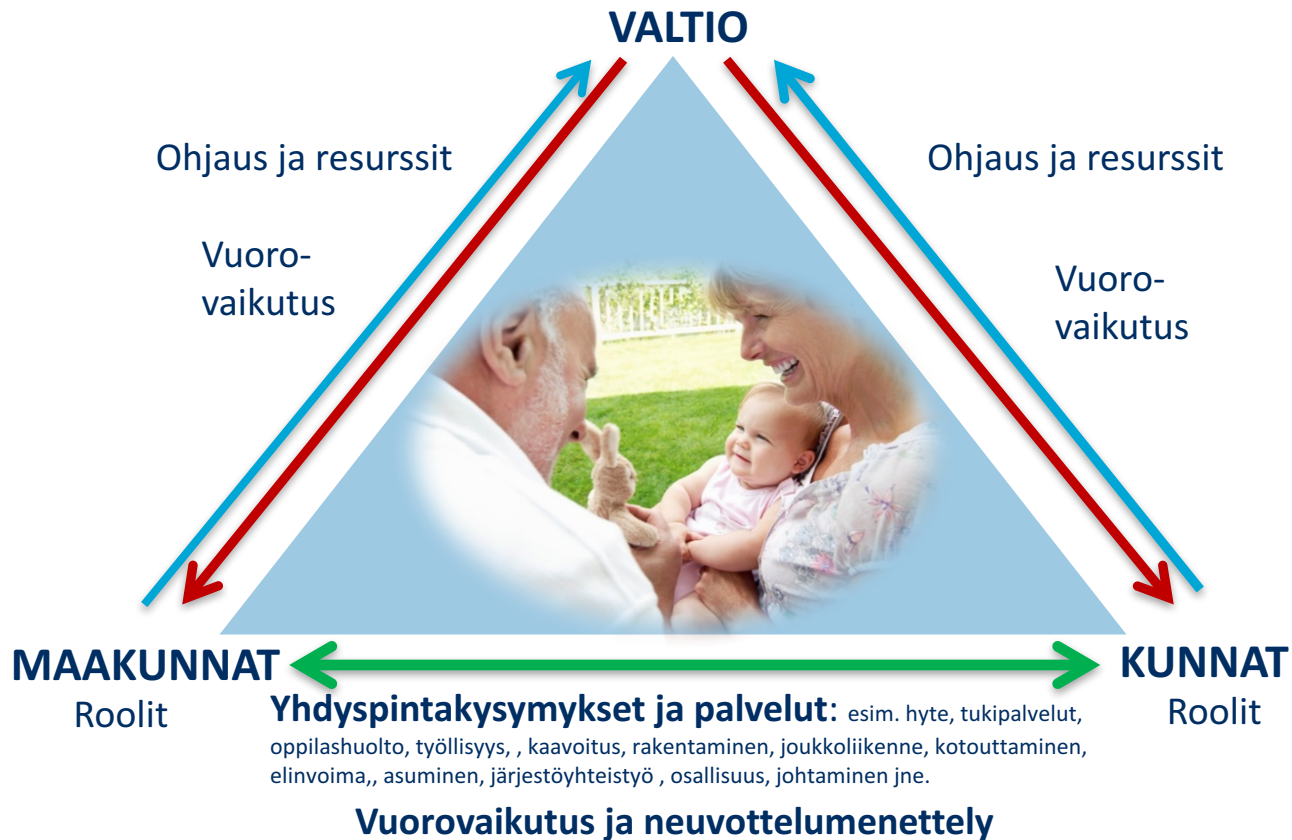 VALTIO
Ohjaus ja resurssit
Ohjaus ja resurssit
Vuoro-
vaikutus
Vuoro-
vaikutus
MAAKUNNAT
Roolit
KUNNAT
Roolit
Yhdyspintakysymykset ja palvelut: esim. hyte, tukipalvelut,
oppilashuolto, työllisyys, , kaavoitus, rakentaminen, joukkoliikenne, kotouttaminen,
elinvoima,, asuminen, järjestöyhteistyö , osallisuus, johtaminen jne.
Vuorovaikutus ja neuvottelumenettely